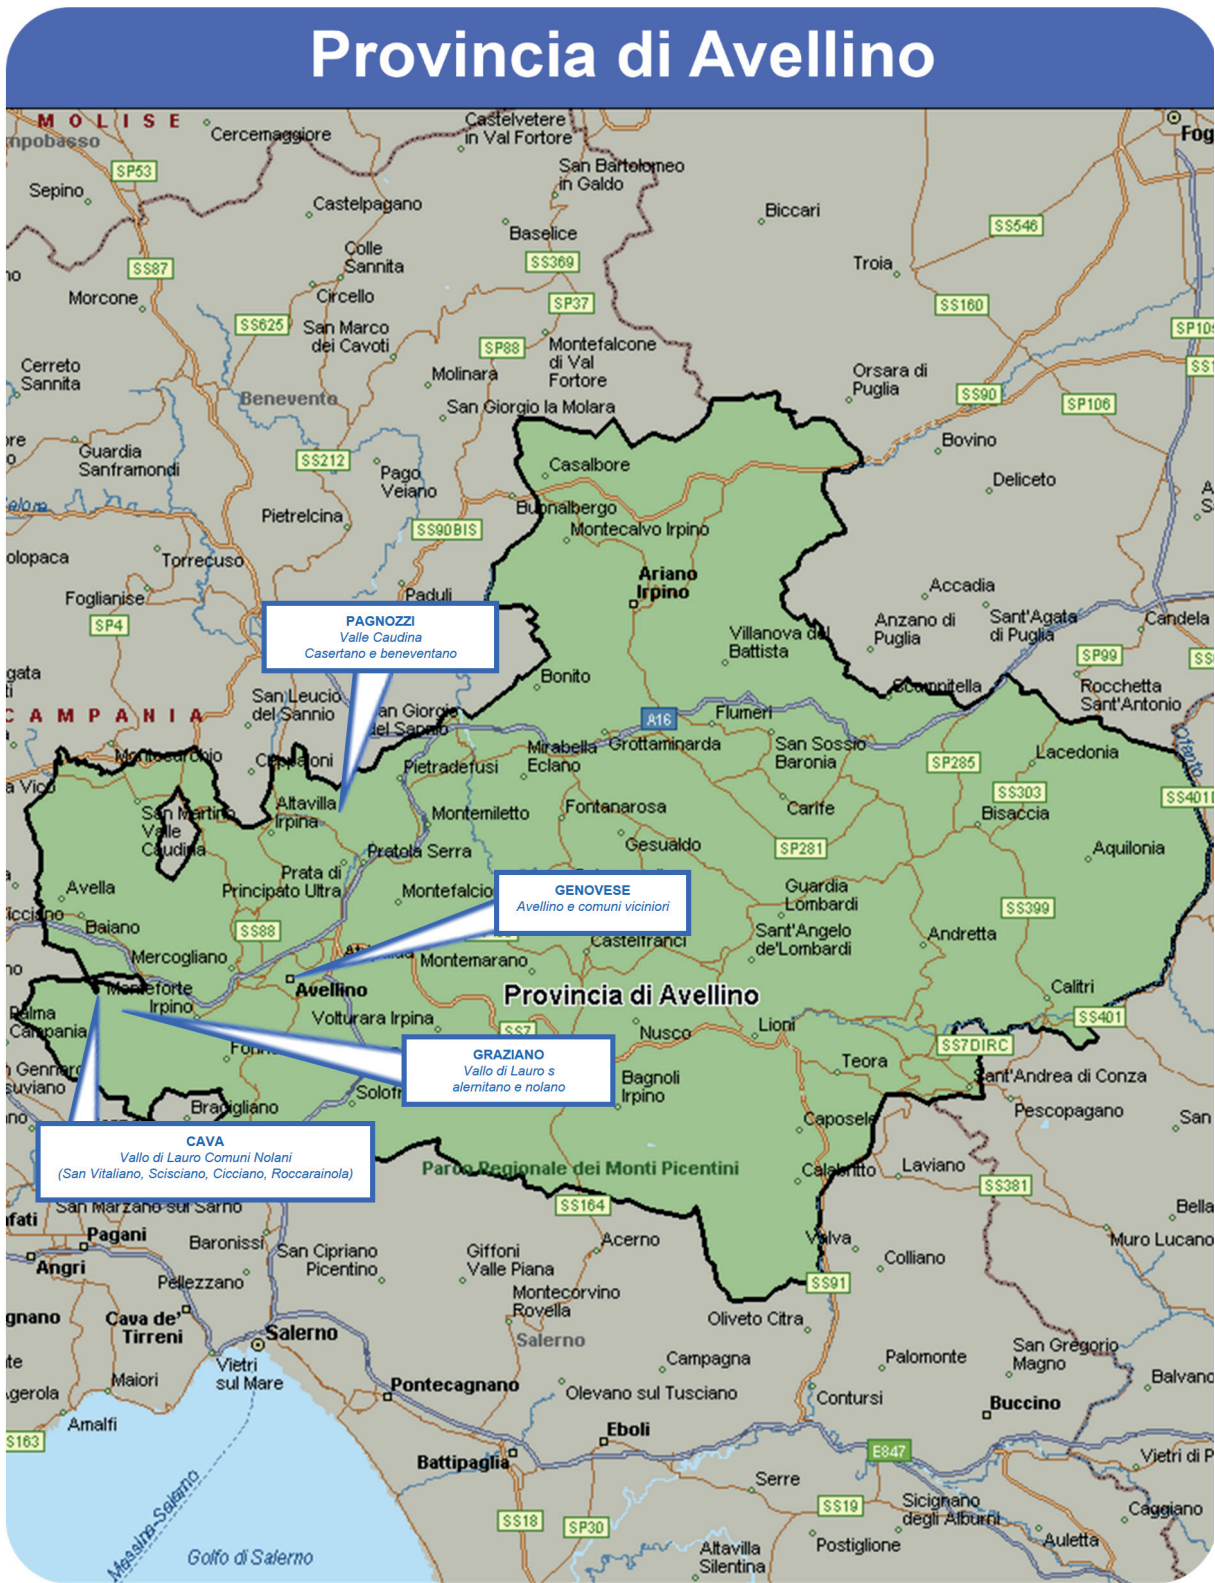 Provincia di Avellino
MOLISE
Castelvetere
in Val Fortore
Cercemaggiore
mpobasso
Fog
SP53
San Bartolomeo
in Galdo
Sepino
Castelpagano
Biccari
SS546
Baselice
Colle
Sannita
SS369
Troia
SS87
Circello
Morcone
SP37
SS160
SS625
San Marco
dei Cavoti
SP88
Montefalcone
di Val
Fortore
Cerreto
Sannita
Molinara
Orsara di
Puglia
SS90
SP106
Benevento
San Giorgio la Molara
Bovino
Guardia
Sanframondi
SS212
Pago
Veiano
Casalbore
Deliceto
Buonalbergo
Pietrelcina
SS90BIS
Montecalvo Irpino
olopaca
Torrecuso
Ariano
Irpino
Accadia
Foglianise
Paduli
Sant'Agata
di Puglia
Anzano di
Puglia
Candela
SP4
PAGNOZZI
Valle Caudina
Casertano e beneventano
Villanova del
Battista
SP99
Bonito
Rocchetta
Sant'Antonio
San Leucio
del Sannio
CAMPANIA
A16
Flumeri
Mirabella
Eclano
Grottaminarda
San Sossio
Baronia
Lacedonia
Ofanto
Pietradefusi
SP285
SS303
Altavilla
Irpina
San Martino
Valle
Caudina
Montemiletto
Fontanarosa
Carife
Bisaccia
Gesualdo
SP281
Aquilonia
Pratola Serra
Prata di
Principato Ultra
Avella
Guardia
Lombardi
GENOVESE
Avellino e comuni viciniori
SS399
Baiano
SS88
Sant'Angelo
de'Lombardi
Andretta
Mercogliano
Castelfranci
Montemarano
Avellino
Monteforte
Irpino
Provincia di Avellino
Calitri
Palma
Campania
Volturara Irpina
SS7
Nusco
Lioni
SS401
SS7DIRC
GRAZIANO
Vallo di Lauro s
alernitano e nolano
Teora
Bagnoli
Irpino
Sant'Andrea di Conza
Bracigliano
Pescopagano
Caposele
CAVA
Vallo di Lauro Comuni Nolani
(San Vitaliano, Scisciano, Cicciano, Roccarainola)
Parco Regionale dei Monti Picentini
Calabritto
Laviano
SS381
San Marzano sul Sarno
SS164
Bella
Pagani
Baronissi
San Cipriano
Picentino
Giffoni
Valle Piana
Acerno
Valva
Colliano
Muro Lucano
Angri
Pellezzano
SS91
Montecorvino
Rovella
Cava de'
Tirreni
Salerno
Salerno
Oliveto Citra
San Gregorio
Magno
Vietri
sul Mare
Campagna
Palomonte
Maiori
Pontecagnano
Olevano sul Tusciano
Contursi
Balvano
Buccino
Amalfi
Eboli
S163
Battipaglia
E847
Vietri di P
Serre
Messina-Salerno
SS19
Sicignano
degli Alburni
Caggiano
SS18
SP30
Golfo di Salerno
Altavilla
Silentina
Postiglione
Auletta